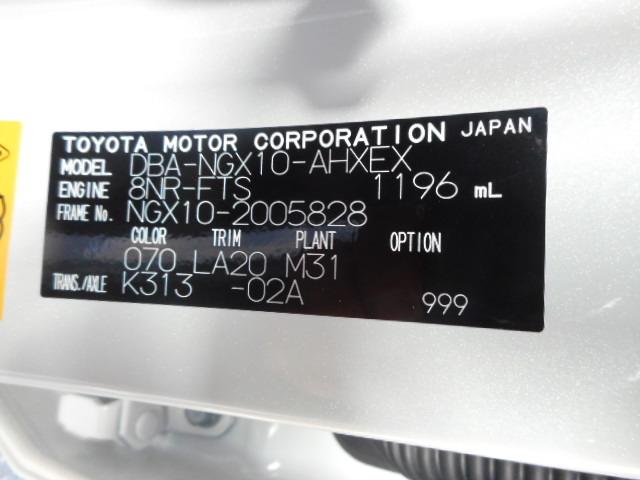 TOYOTA MOTOR CORPORATION JAPAN
MODEL DBA-NGX10-AHXEX
ENGINE 8NR-FTS 1196 mL
FRAME No. NGX10-2005828
COLOR TRIM PLANT OPTION
070 LA20 M31
TRANS./AXLE K313 -02A 999